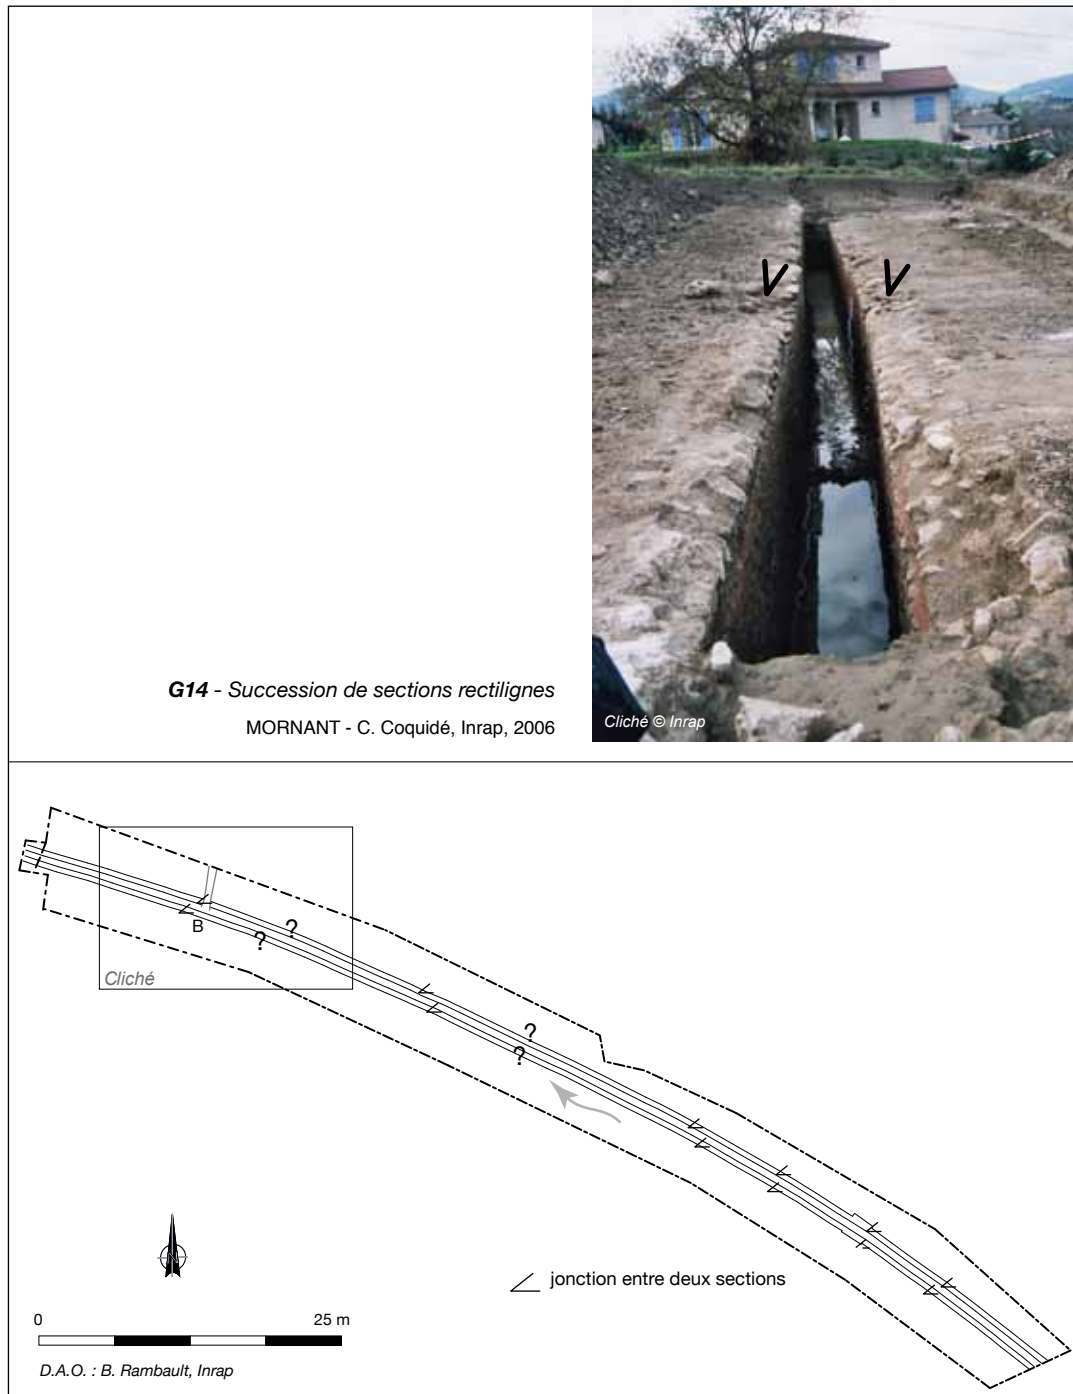 G14 - Succession de sections rectilignes
MORNANT - C. Coquidé, Inrap, 2006
Cliché © Inrap
B
?
?
Cliché
?
?
N
jonction entre deux sections
0 25 m
D.A.O. : B. Rambault, Inrap